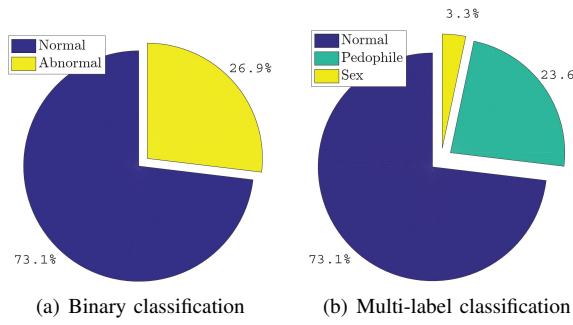 Normal
Abnormal
26.9%
73.1%
(a) Binary classification
3.3%
Normal
Pedophile
Sex
23.6
73.1%
(b) Multi-label classification